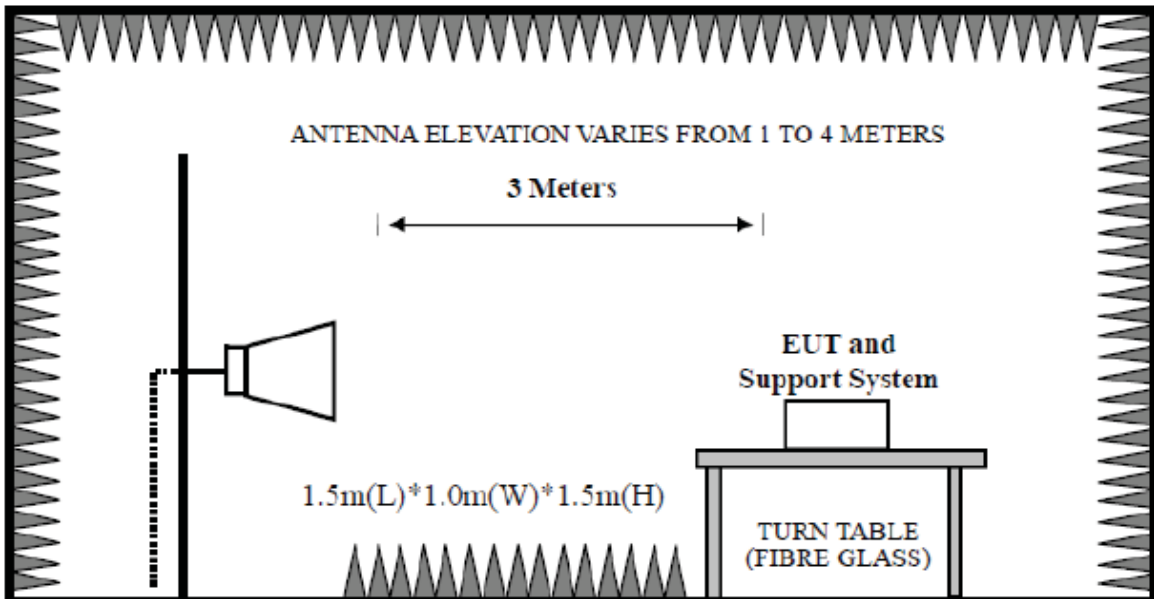 ANTENNA ELEVATION VARIES FROM 1 TO 4 METERS
3 Meters
EUT and
Support System
1.5m(L)*1.0m(W)*1.5m(H)
TURN TABLE
(FIBRE GLASS)